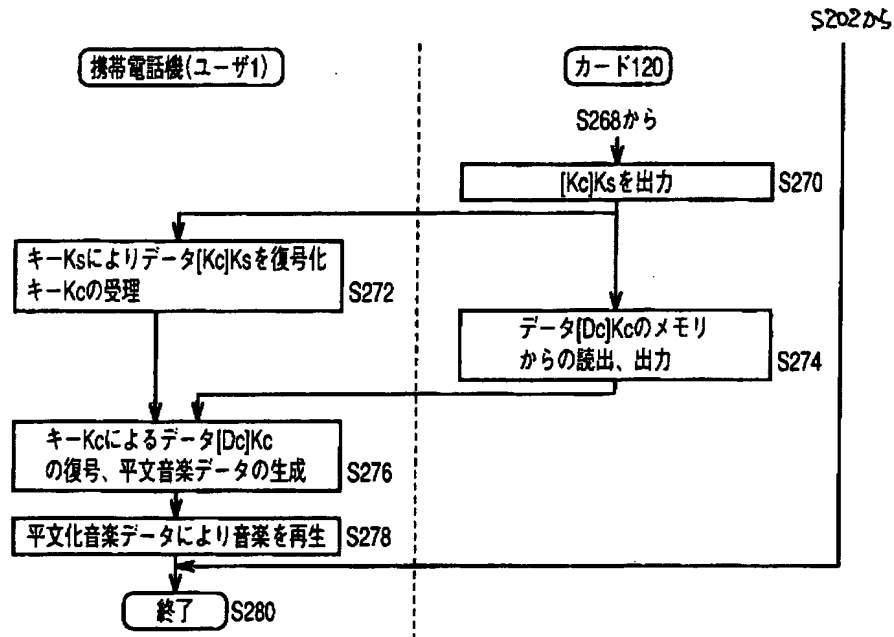 S202から
携帯電話機(ユーザ1)
カード120
S268から
[Kc]Ksを出力
S270
キーKsによりデータ[Kc]Ksを復号化
キーKcの受理
S272
データ[Dc]Kcのメモリ
からの読出、出力
S274
キーKcによるデータ[Dc]Kc
の復号、平文音楽データの生成
S276
平文化音楽データにより音楽を再生
S278
終了
S280